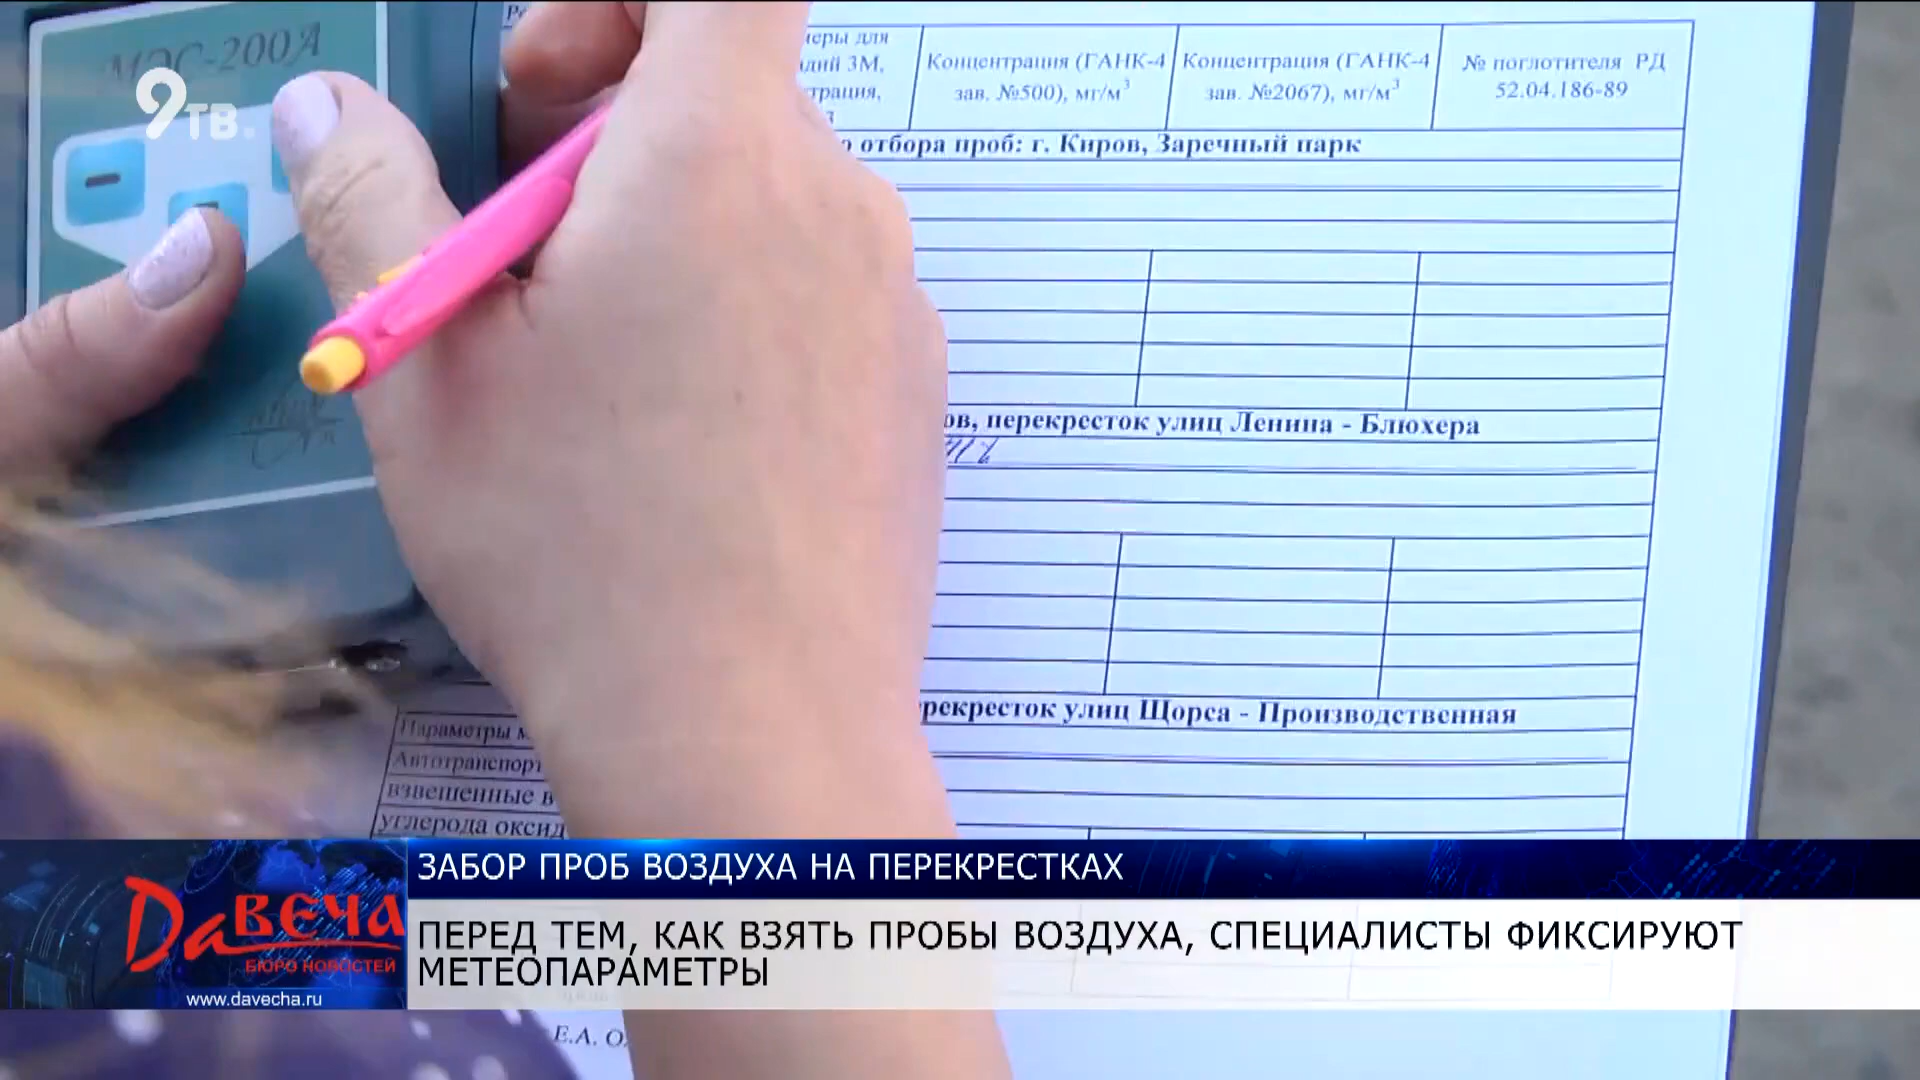 МЭС-200А
9ТВ.
меры для
Концентрация (ГАНК-4
зав. №500), мг/м³
Концентрация (ГАНК-4
зав. №2067), мг/м³
№ поглотителя РД
52.04.186-89
отбора проб: г. Киров, Заречный парк
перекресток улиц Ленина - Блюхера
улиц Щорса - Производственная
Параметры
Автотранспорт
взвешенные
углерода
Е.А.
ЗАБОР ПРОБ ВОЗДУХА НА ПЕРЕКРЕСТКАХ
ПЕРЕД ТЕМ, КАК ВЗЯТЬ ПРОБЫ ВОЗДУХА, СПЕЦИАЛИСТЫ ФИКСИРУЮТ
МЕТЕОПАРАМЕТРЫ
ДаВЕЧА
БЮРО НОВОСТЕЙ
www.davecha.ru